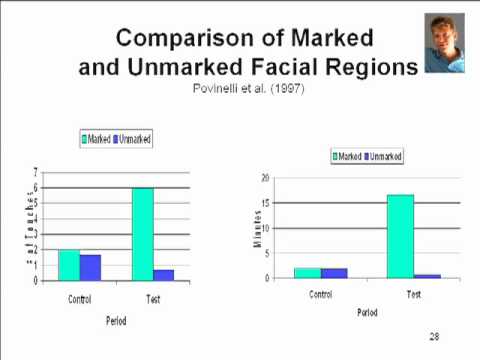 Comparison of Marked
and Unmarked Facial Regions
Povinelli et al. (1997)
Marked Unmarked
# of Touches
7
6
5
4
3
2
1
0
Control Test
Period
Marked Unmarked
Minutes
20
15
10
5
0
Control Test
Period
28